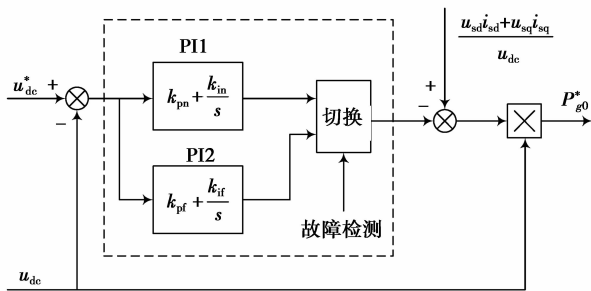 PI1
u*dc
+
−
kpn + kin/s
PI2
kpf + kif/s
切换
故障检测
usd isd + usq isq
udc
+
−
P*g0
udc